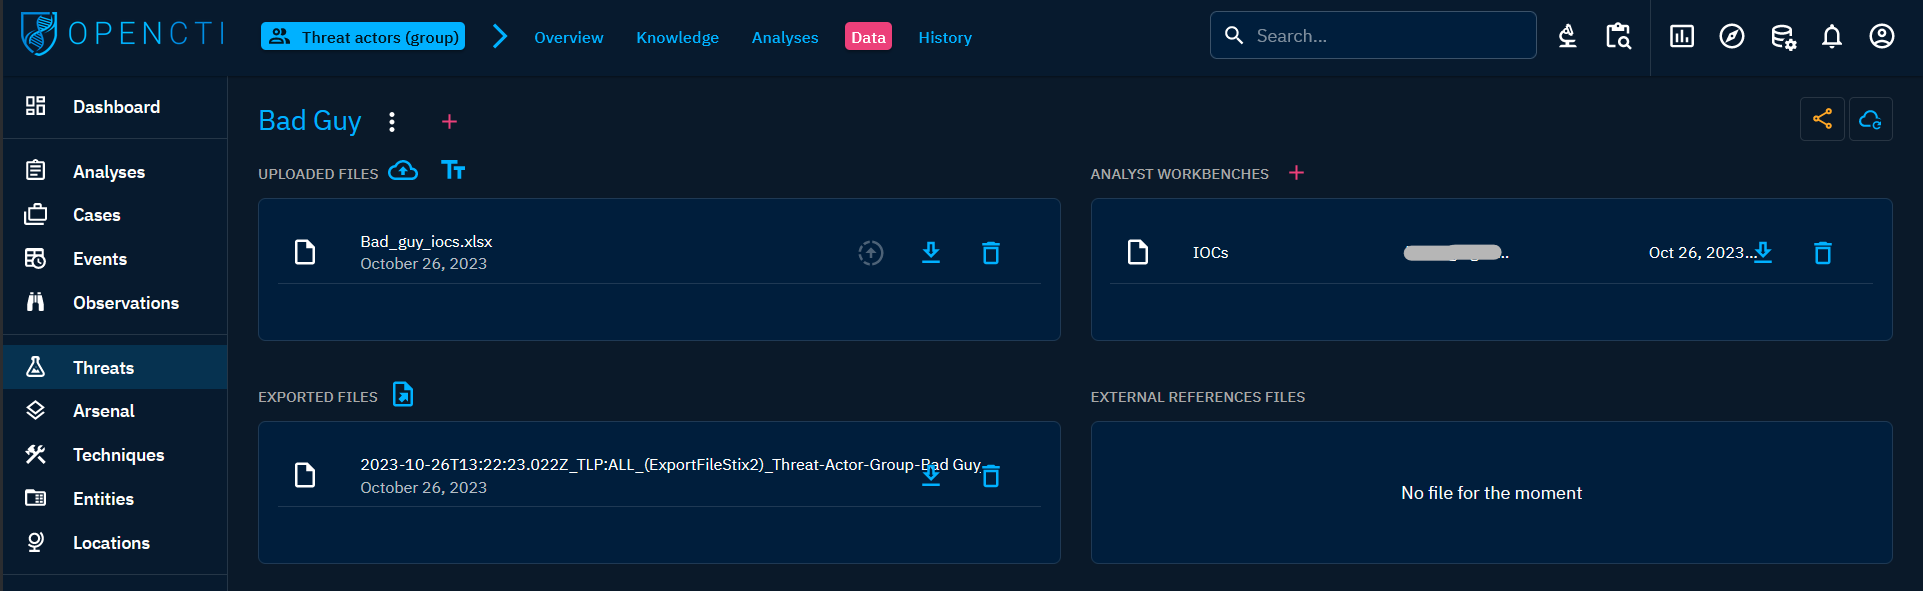 OPENCTI
Threat actors (group)
Overview
Knowledge
Analyses
Data
History
Search...
Dashboard
Analyses
Cases
Events
Observations
Threats
Arsenal
Techniques
Entities
Locations
Bad Guy
UPLOADED FILES
Bad_guy_iocs.xlsx
October 26, 2023
ANALYST WORKBENCHES
IOCs
Oct 26, 2023...
EXPORTED FILES
2023-10-26T13:22:23.022Z_TLP:ALL_(ExportFileStix2)_Threat-Actor-Group-Bad Guy
October 26, 2023
EXTERNAL REFERENCES FILES
No file for the moment